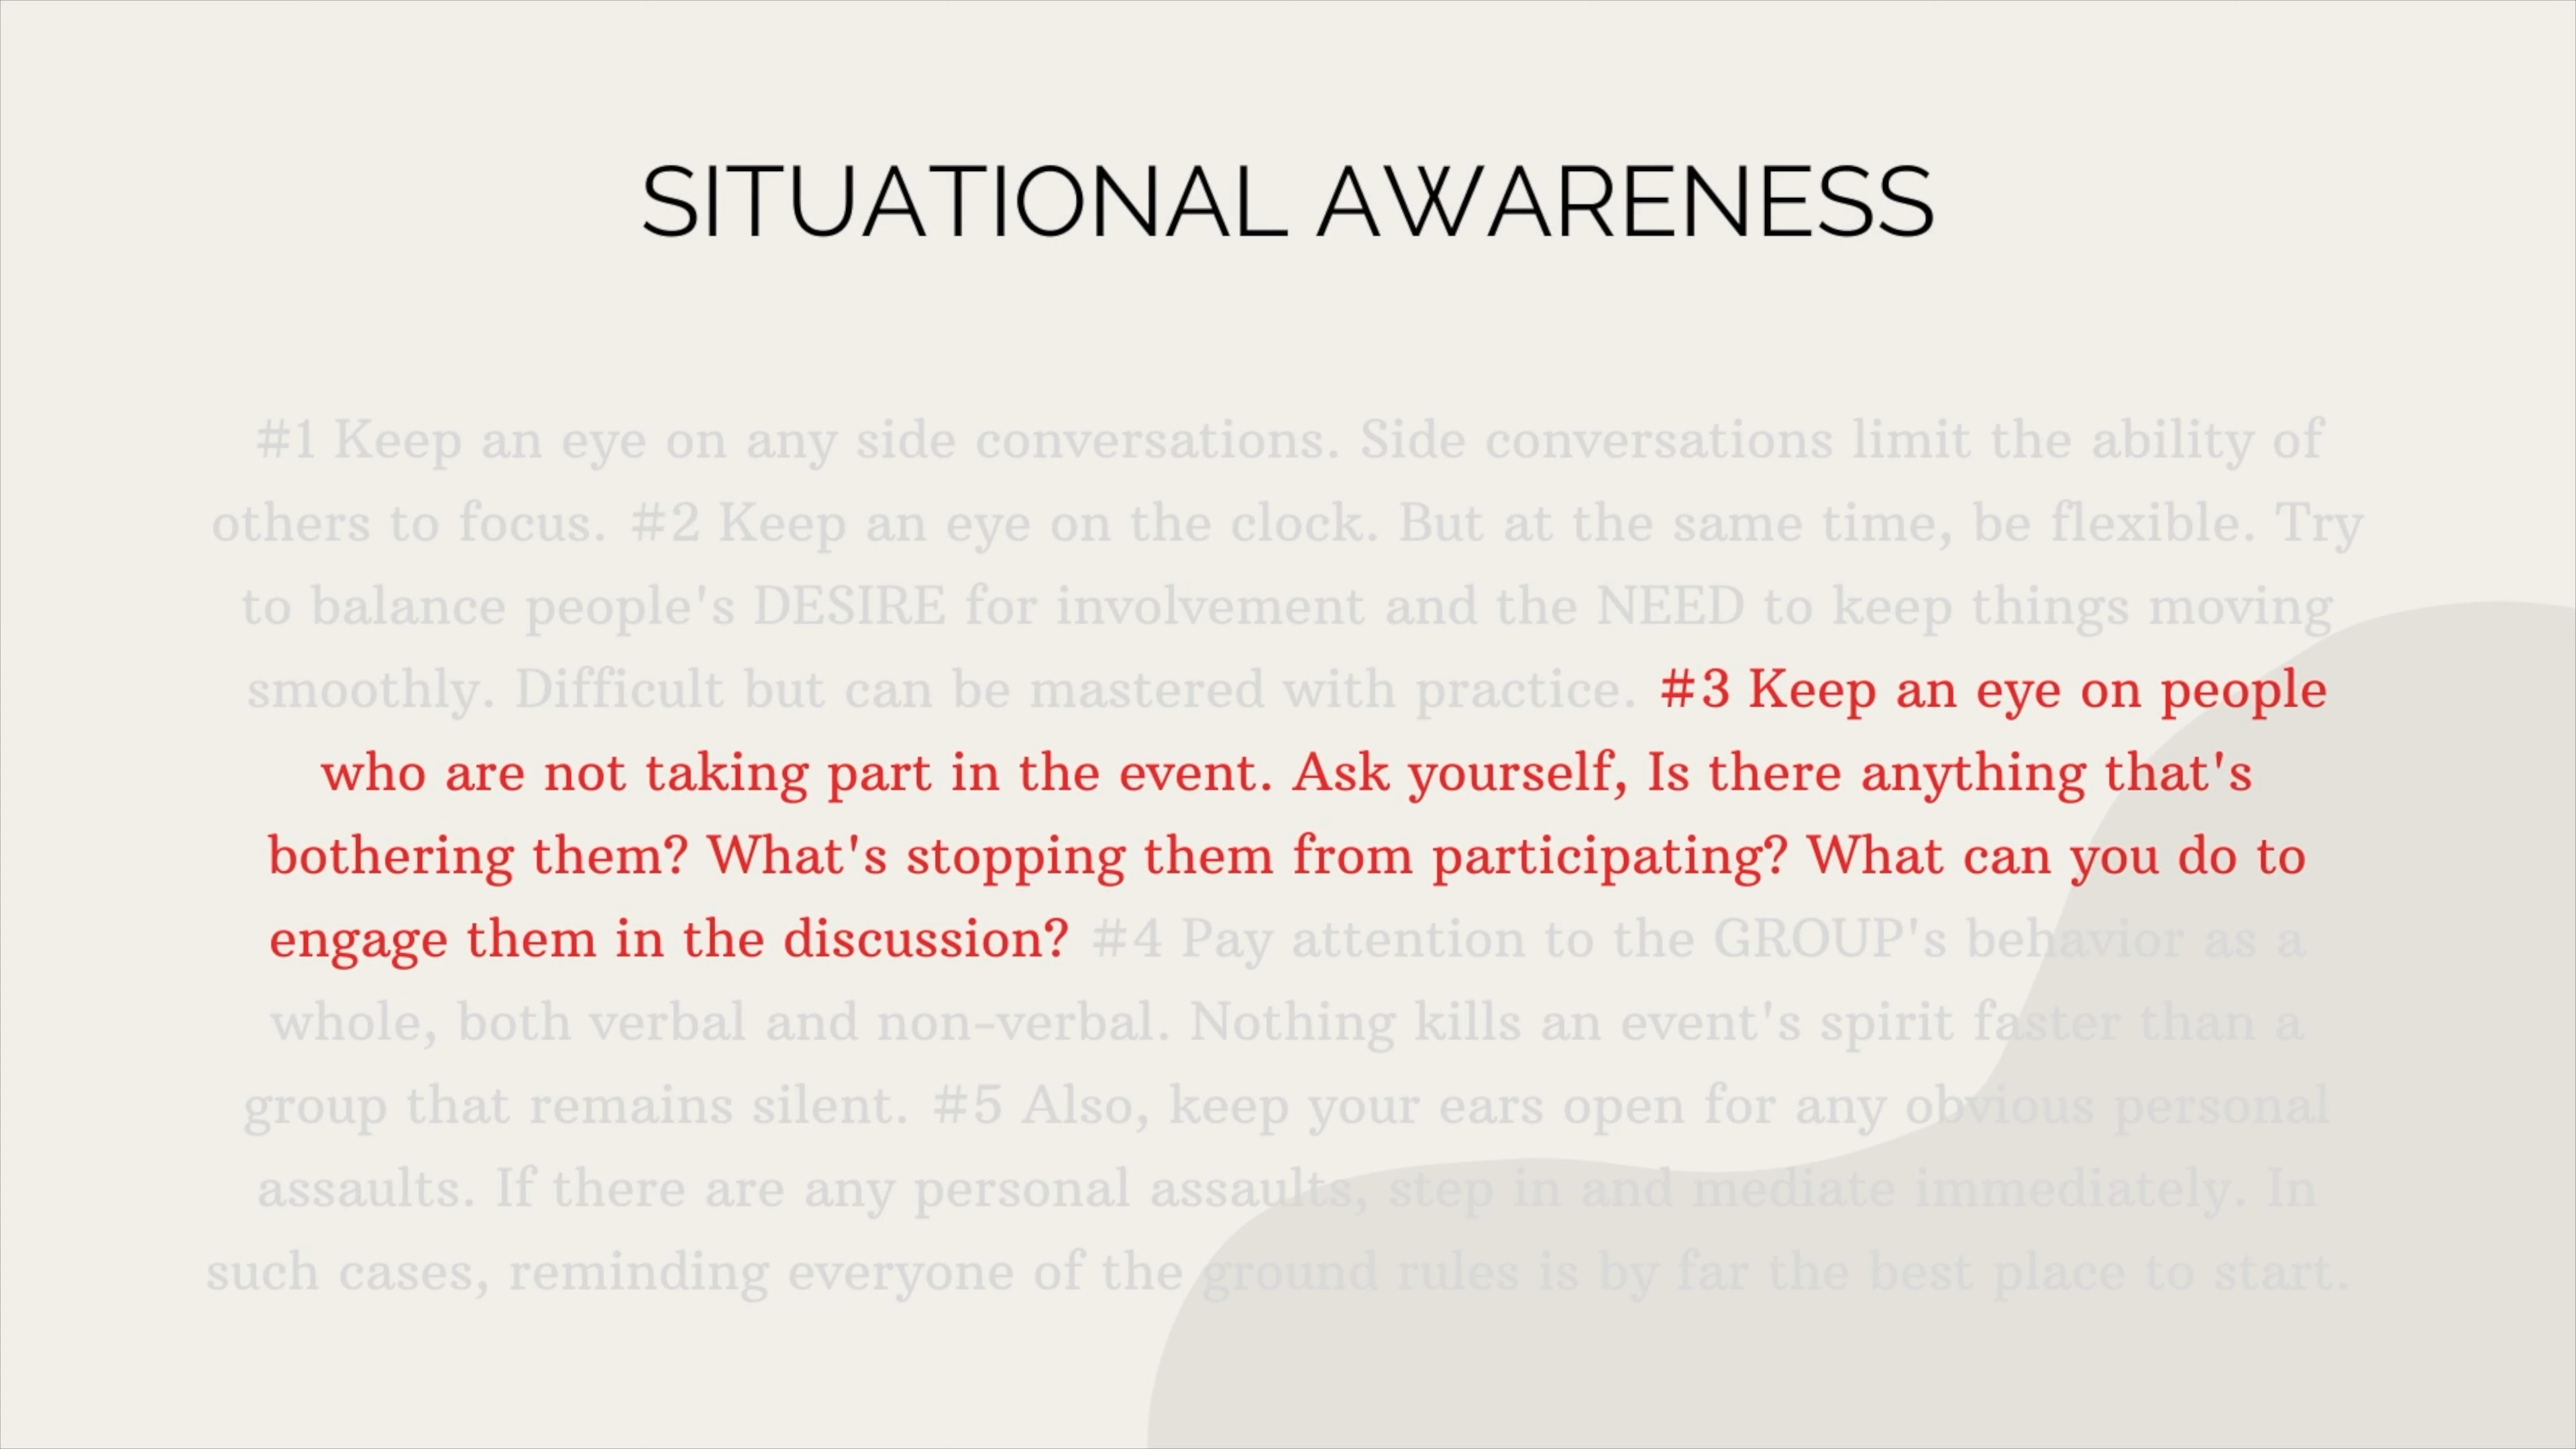 SITUATIONAL AWARENESS
#1 Keep an eye on any side conversations. Side conversations limit the ability of
others to focus. #2 Keep an eye on the clock. But at the same time, be flexible. Try
to balance people's DESIRE for involvement and the NEED to keep things moving
smoothly. Difficult but can be mastered with practice. #3 Keep an eye on people
who are not taking part in the event. Ask yourself, Is there anything that's
bothering them? What's stopping them from participating? What can you do to
engage them in the discussion? #4 Pay attention to the GROUP's behavior as a
whole, both verbal and non-verbal. Nothing kills an event's spirit faster than a
group that remains silent. #5 Also, keep your ears open for any obvious personal
assaults. If there are any personal assaults, step in and mediate immediately. In
such cases, reminding everyone of the ground rules is by far the best place to start.